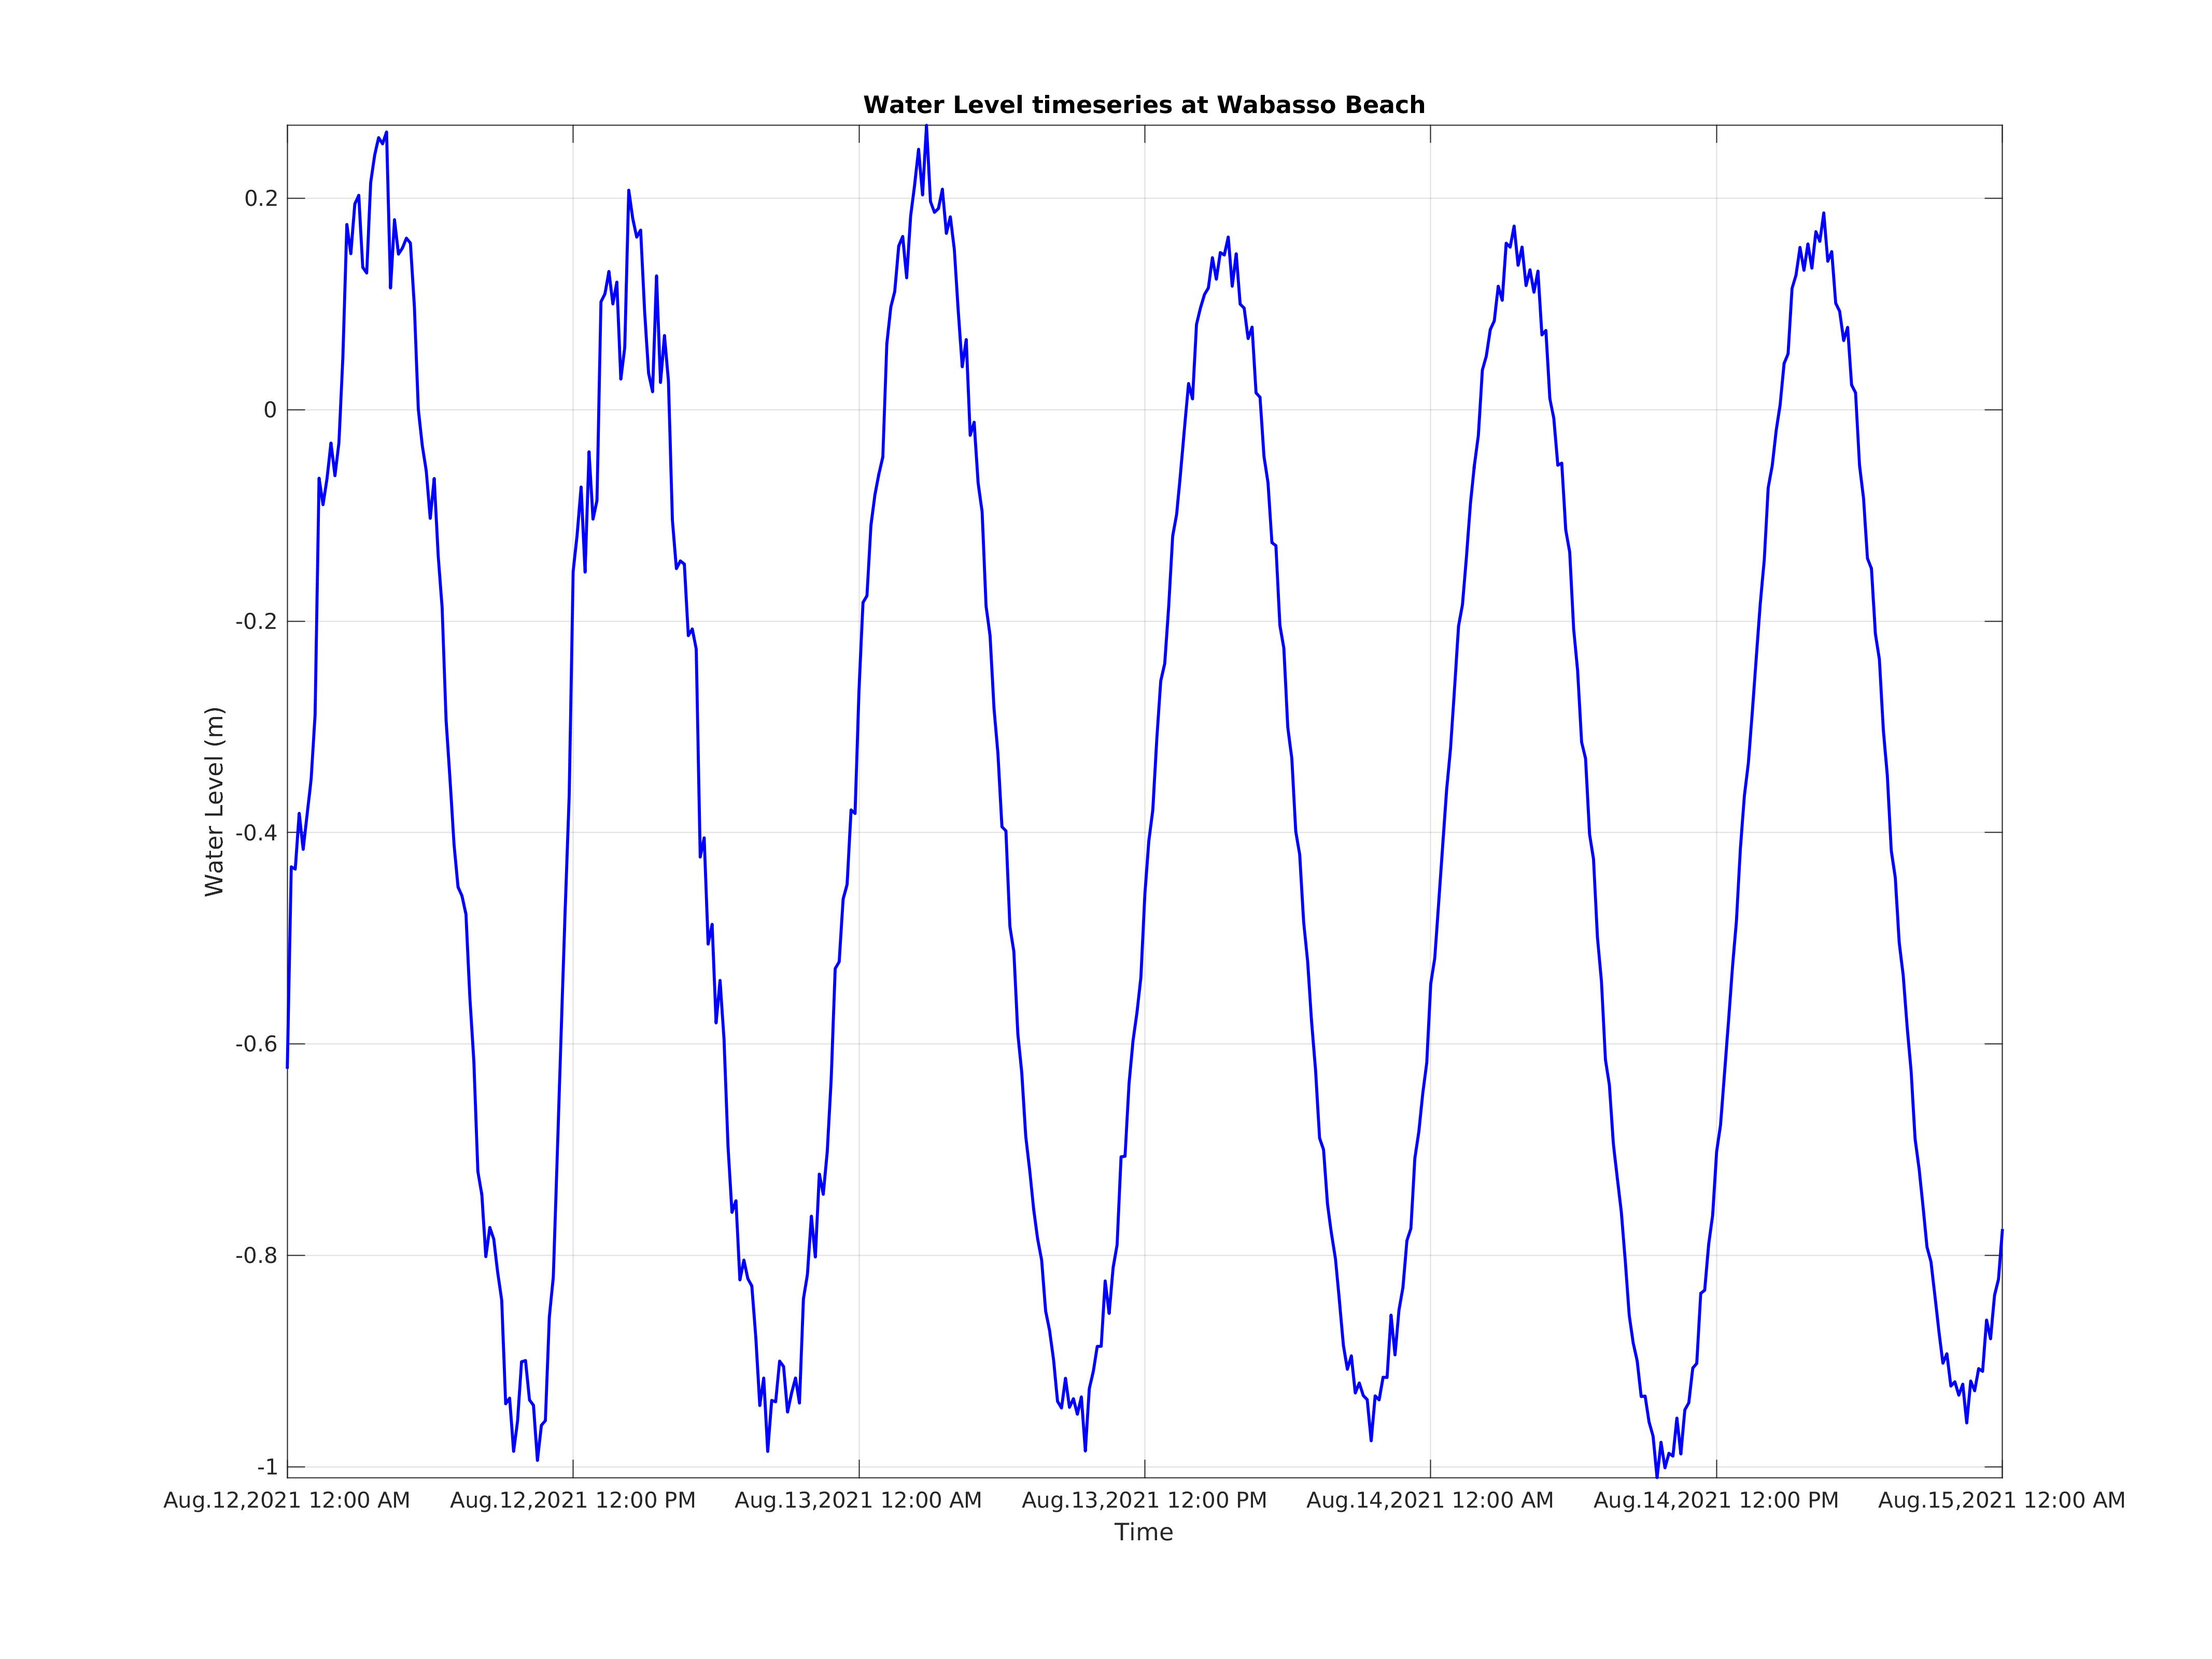 Water Level timeseries at Wabasso Beach
0.2
0
-0.2
-0.4
-0.6
-0.8
-1
Water Level (m)
Aug.12,2021 12:00 AM Aug.12,2021 12:00 PM Aug.13,2021 12:00 AM Aug.13,2021 12:00 PM Aug.14,2021 12:00 AM Aug.14,2021 12:00 PM Aug.15,2021 12:00 AM
Time